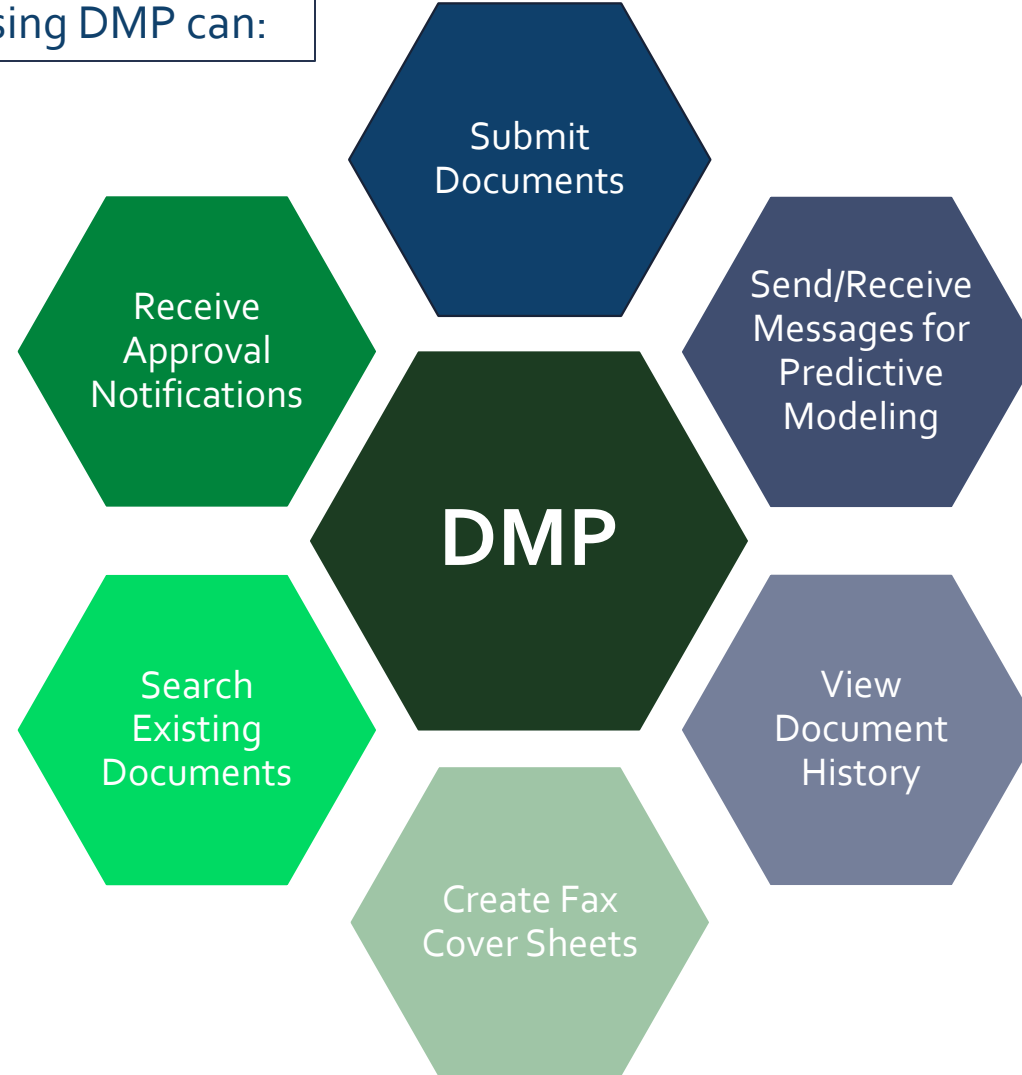 DMP can:
Submit
Documents
Send/Receive
Messages for
Predictive
Modeling
View
Document
History
Create Fax
Cover Sheets
Search
Existing
Documents
Receive
Approval
Notifications
DMP